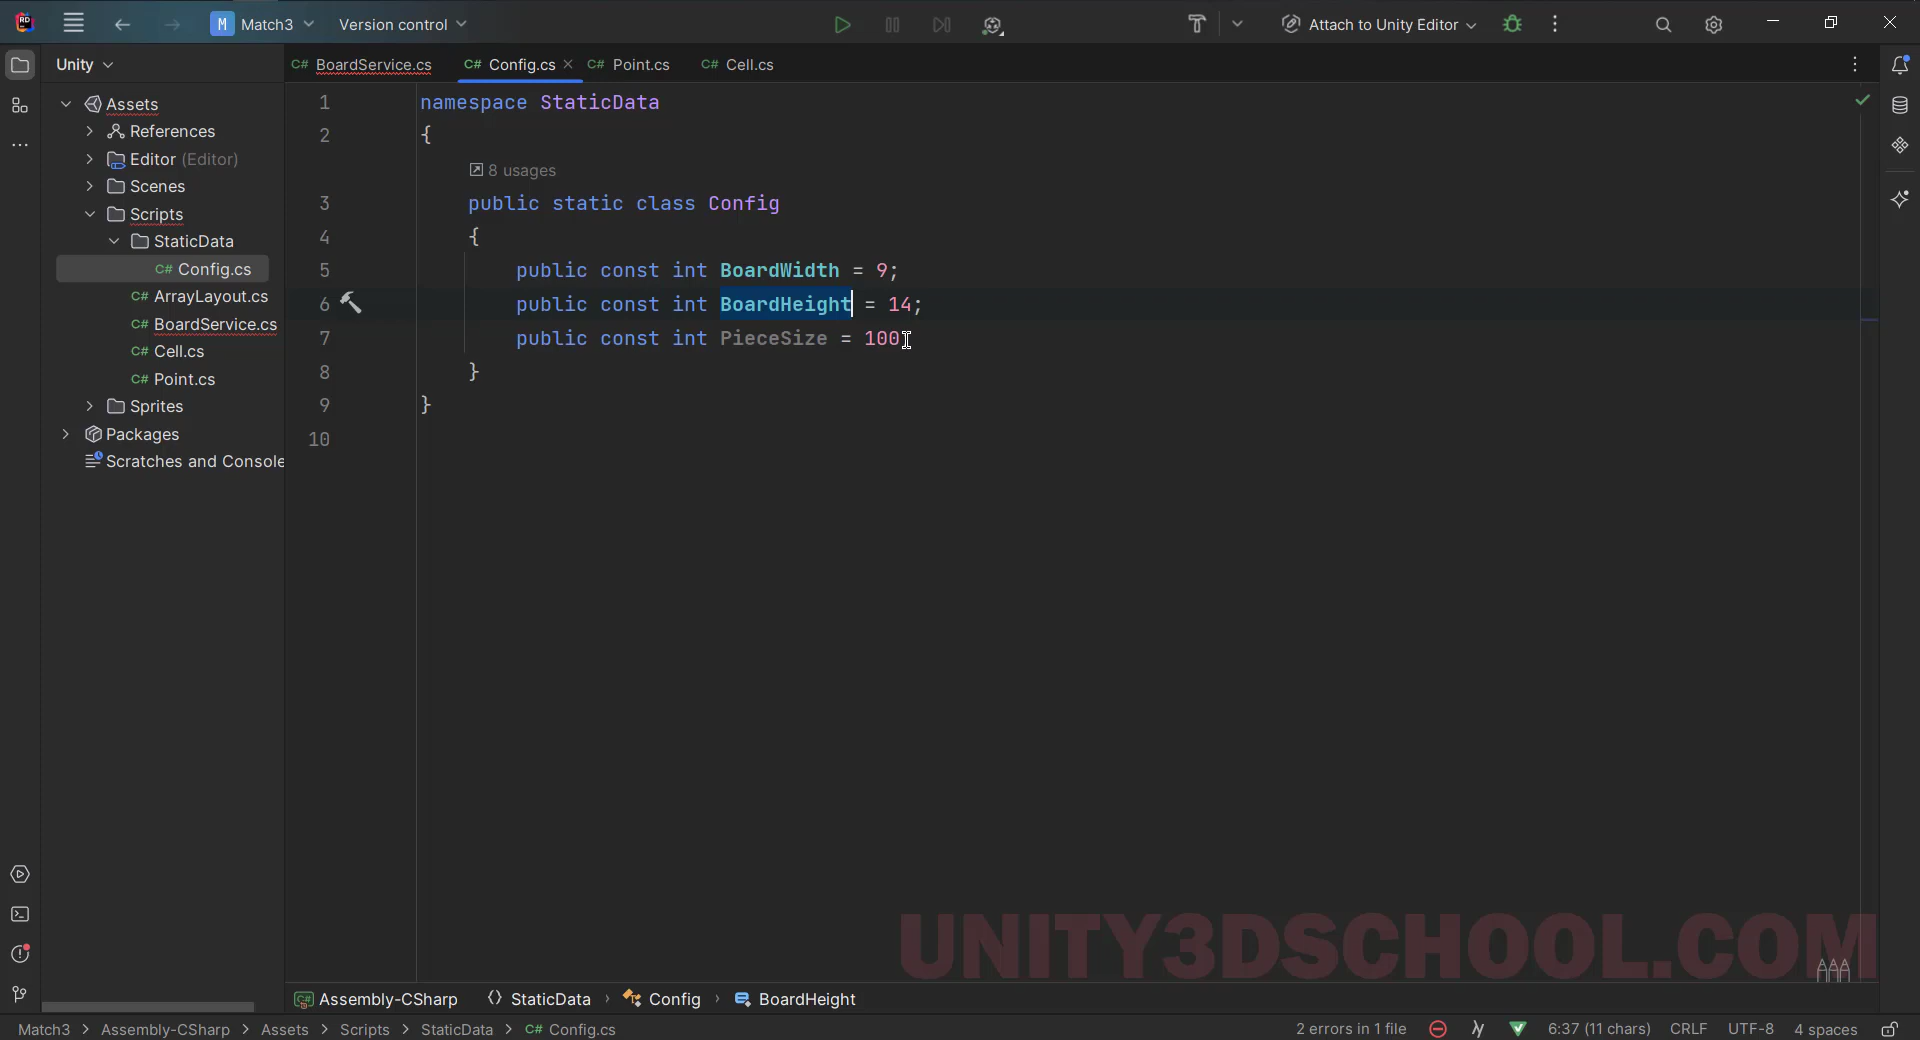 RD
M Match3
Version control
Attach to Unity Editor
Unity
C# BoardService.cs
C# Config.cs
C# Point.cs
C# Cell.cs
Assets
References
Editor (Editor)
Scenes
Scripts
StaticData
C# Config.cs
C# ArrayLayout.cs
C# BoardService.cs
C# Cell.cs
C# Point.cs
Sprites
Packages
Scratches and Console
1 namespace StaticData
2 {
8 usages
3 public static class Config
4 {
5 public const int BoardWidth = 9;
6 public const int BoardHeight = 14;
7 public const int PieceSize = 100;
8 }
9 }
10
UNITY3DSCHOOL.COM
Assembly-CSharp
StaticData › Config › BoardHeight
Match3 > Assembly-CSharp > Assets > Scripts > StaticData > C# Config.cs
2 errors in 1 file
6:37 (11 chars)
CRLF
UTF-8
4 spaces